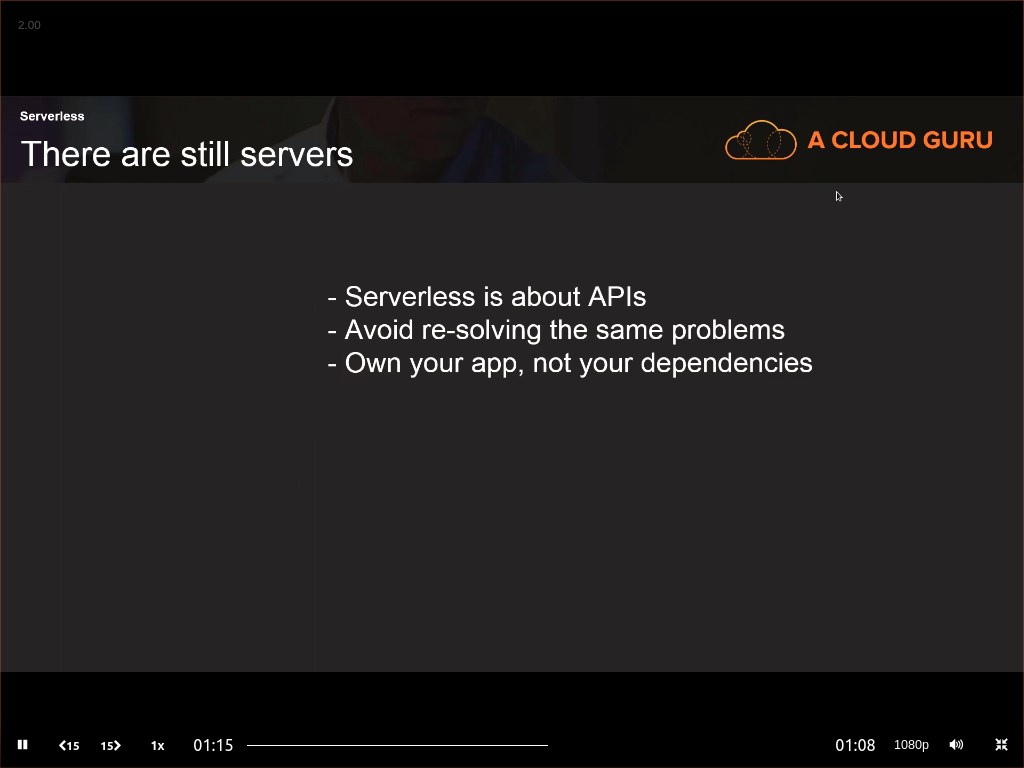 2.00
Serverless
There are still servers
A CLOUD GURU
- Serverless is about APIs
- Avoid re-solving the same problems
- Own your app, not your dependencies
15
15
1x
01:15
01:08
1080p